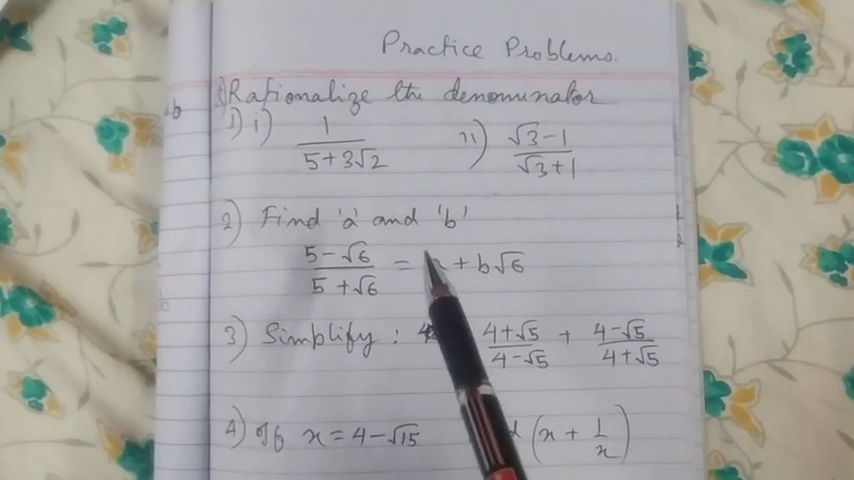 Practice Problems.
Rationalize the denominator
1) i) 1/(5+3√2) ii) (√3-1)/(√3+1)
2) Find 'a' and 'b'
(5-√6)/(5+√6) = + b√6
3) Simplify : (4+√5)/(4-√5) + (4-√5)/(4+√5)
4) If x = 4-√15 (x + 1/x)